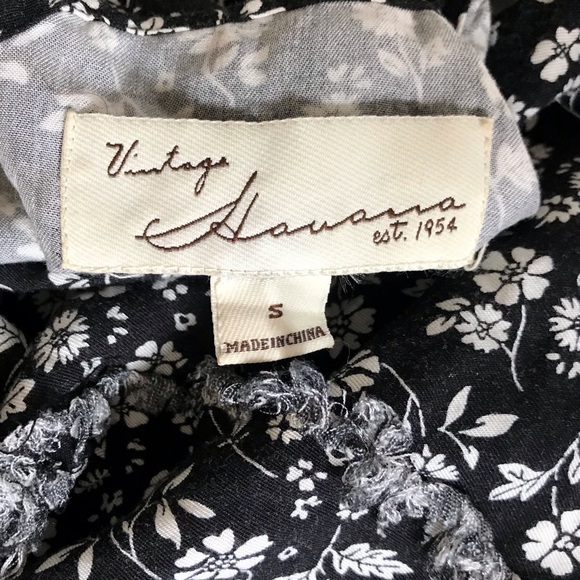 Vintage
Havana
est. 1954
S
MADEINCHINA